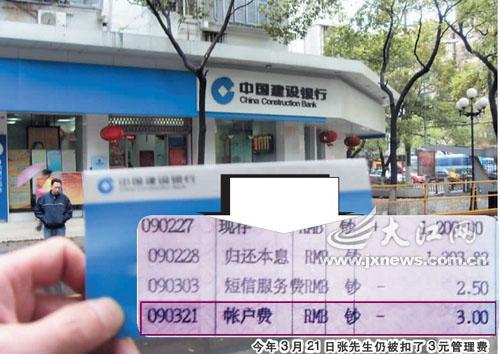 中国建设银行
China Construction Bank
中国建设银行
090227 现存 RMB 钞 - 1,200.00
090228 归还本息 RMB
090303 短信服务费 RMB 钞 - 2.50
090321 帐户费 RMB 钞 - 3.00
大江网
www.jxnews.com.cn
今年3月21日张先生仍被扣了3元管理费